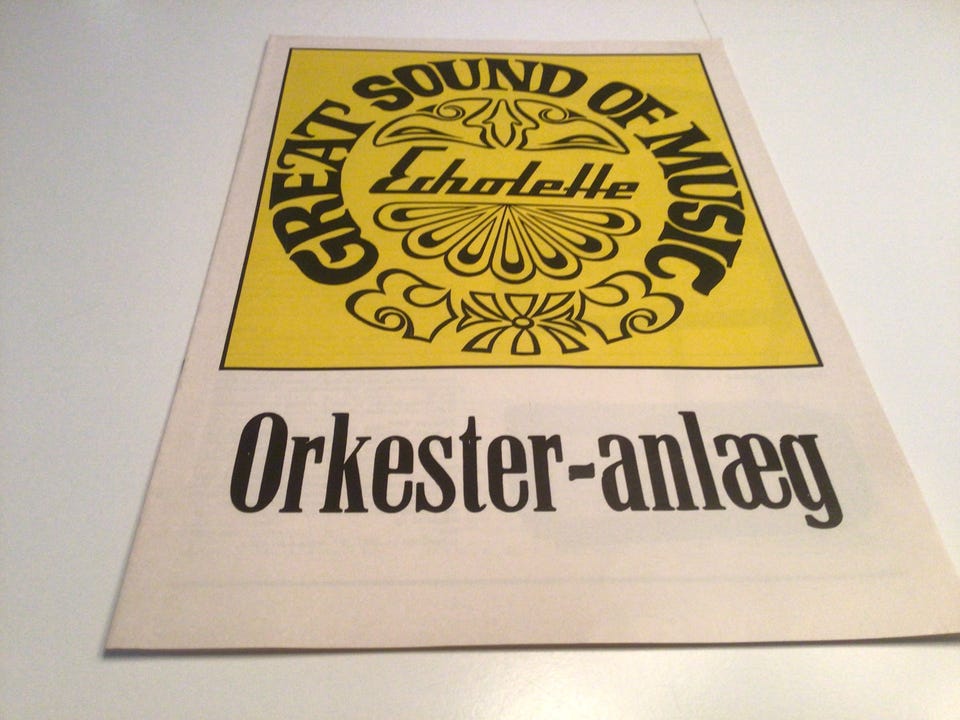 GREAT SOUND OF MUSIC
Echolette
Orkester-anlæg